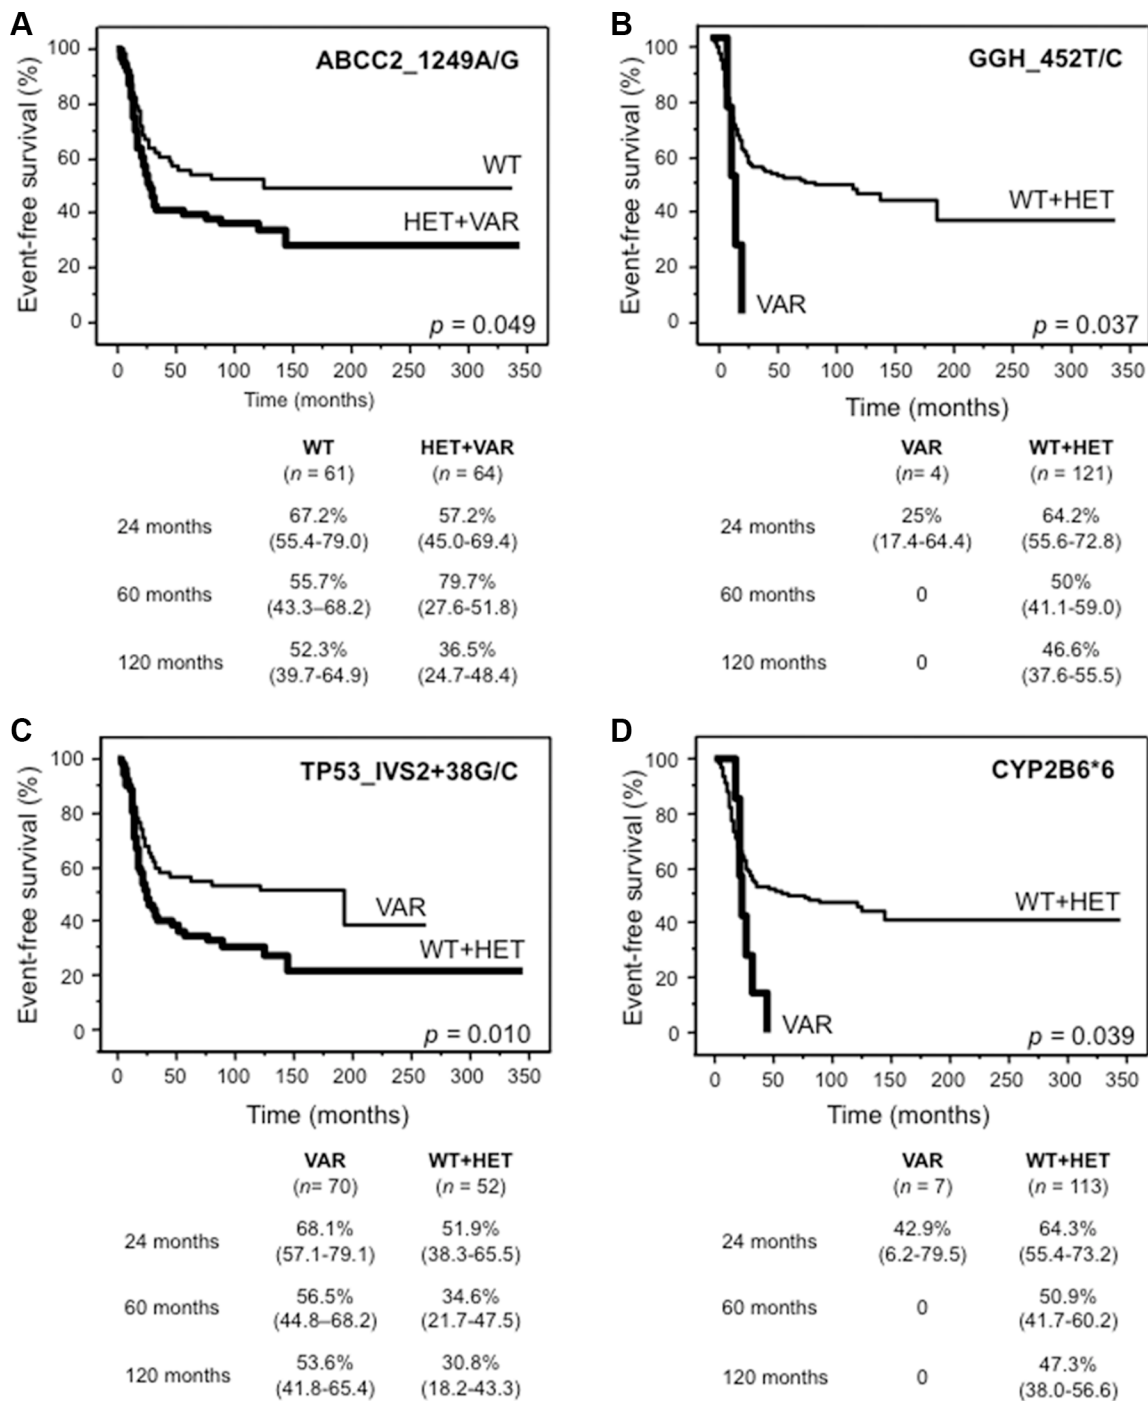 A
ABCC2_1249A/G
Event-free survival (%)
100
80
60
40
20
0
WT
HET+VAR
p = 0.049
0 50 100 150 200 250 300 350
Time (months)
WT HET+VAR
(n = 61) (n = 64)
24 months 67.2% 57.2%
(55.4-79.0) (45.0-69.4)
60 months 55.7% 79.7%
(43.3–68.2) (27.6-51.8)
120 months 52.3% 36.5%
(39.7-64.9) (24.7-48.4)
B
GGH_452T/C
Event-free survival (%)
100
80
60
40
20
0
WT+HET
VAR
p = 0.037
0 50 100 150 200 250 300 350
Time (months)
VAR WT+HET
(n= 4) (n = 121)
24 months 25% 64.2%
(17.4-64.4) (55.6-72.8)
60 months 0 50%
(41.1-59.0)
120 months 0 46.6%
(37.6-55.5)
C
TP53_IVS2+38G/C
Event-free survival (%)
100
80
60
40
20
0
VAR
WT+HET
p = 0.010
0 50 100 150 200 250 300 350
Time (months)
VAR WT+HET
(n= 70) (n = 52)
24 months 68.1% 51.9%
(57.1-79.1) (38.3-65.5)
60 months 56.5% 34.6%
(44.8–68.2) (21.7-47.5)
120 months 53.6% 30.8%
(41.8-65.4) (18.2-43.3)
D
CYP2B6*6
Event-free survival (%)
100
80
60
40
20
0
WT+HET
VAR
p = 0.039
0 50 100 150 200 250 300 350
Time (months)
VAR WT+HET
(n = 7) (n = 113)
24 months 42.9% 64.3%
(6.2-79.5) (55.4-73.2)
60 months 0 50.9%
(41.7-60.2)
120 months 0 47.3%
(38.0-56.6)